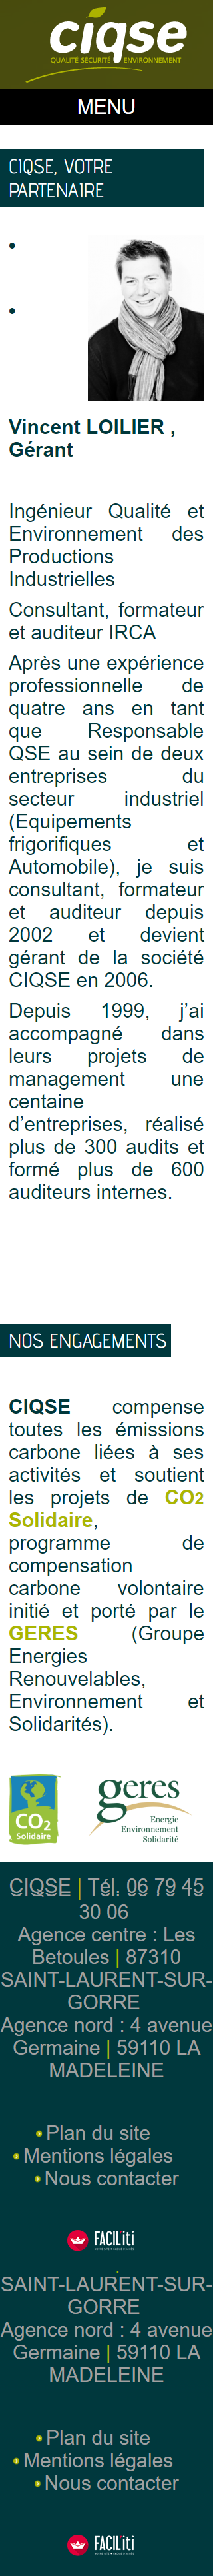 ciqse
QUALITÉ SÉCURITÉ ENVIRONNEMENT
MENU
CIQSE, VOTRE
PARTENAIRE
Vincent LOILIER ,
Gérant
Ingénieur Qualité et
Environnement des
Productions
Industrielles
Consultant, formateur
et auditeur IRCA
Après une expérience
professionnelle de
quatre ans en tant
que Responsable
QSE au sein de deux
entreprises du
secteur industriel
(Equipements
frigorifiques et
Automobile), je suis
consultant, formateur
et auditeur depuis
2002 et devient
gérant de la société
CIQSE en 2006.
Depuis 1999, j’ai
accompagné dans
leurs projets de
management une
centaine
d’entreprises, réalisé
plus de 300 audits et
formé plus de 600
auditeurs internes.
NOS ENGAGEMENTS
CIQSE compense
toutes les émissions
carbone liées à ses
activités et soutient
les projets de CO2
Solidaire,
programme de
compensation
carbone volontaire
initié et porté par le
GERES (Groupe
Energies
Renouvelables,
Environnement et
Solidarités).
CO2
Solidaire
geres
Energie
Environnement
Solidarité
CIQSE | Tél. 06 79 45
30 06
Agence centre : Les
Betoules | 87310
SAINT-LAURENT-SUR-
GORRE
Agence nord : 4 avenue
Germaine | 59110 LA
MADELEINE
Plan du site
Mentions légales
Nous contacter
FACILiti
SAINT-LAURENT-SUR-
GORRE
Agence nord : 4 avenue
Germaine | 59110 LA
MADELEINE
Plan du site
Mentions légales
Nous contacter
FACILiti